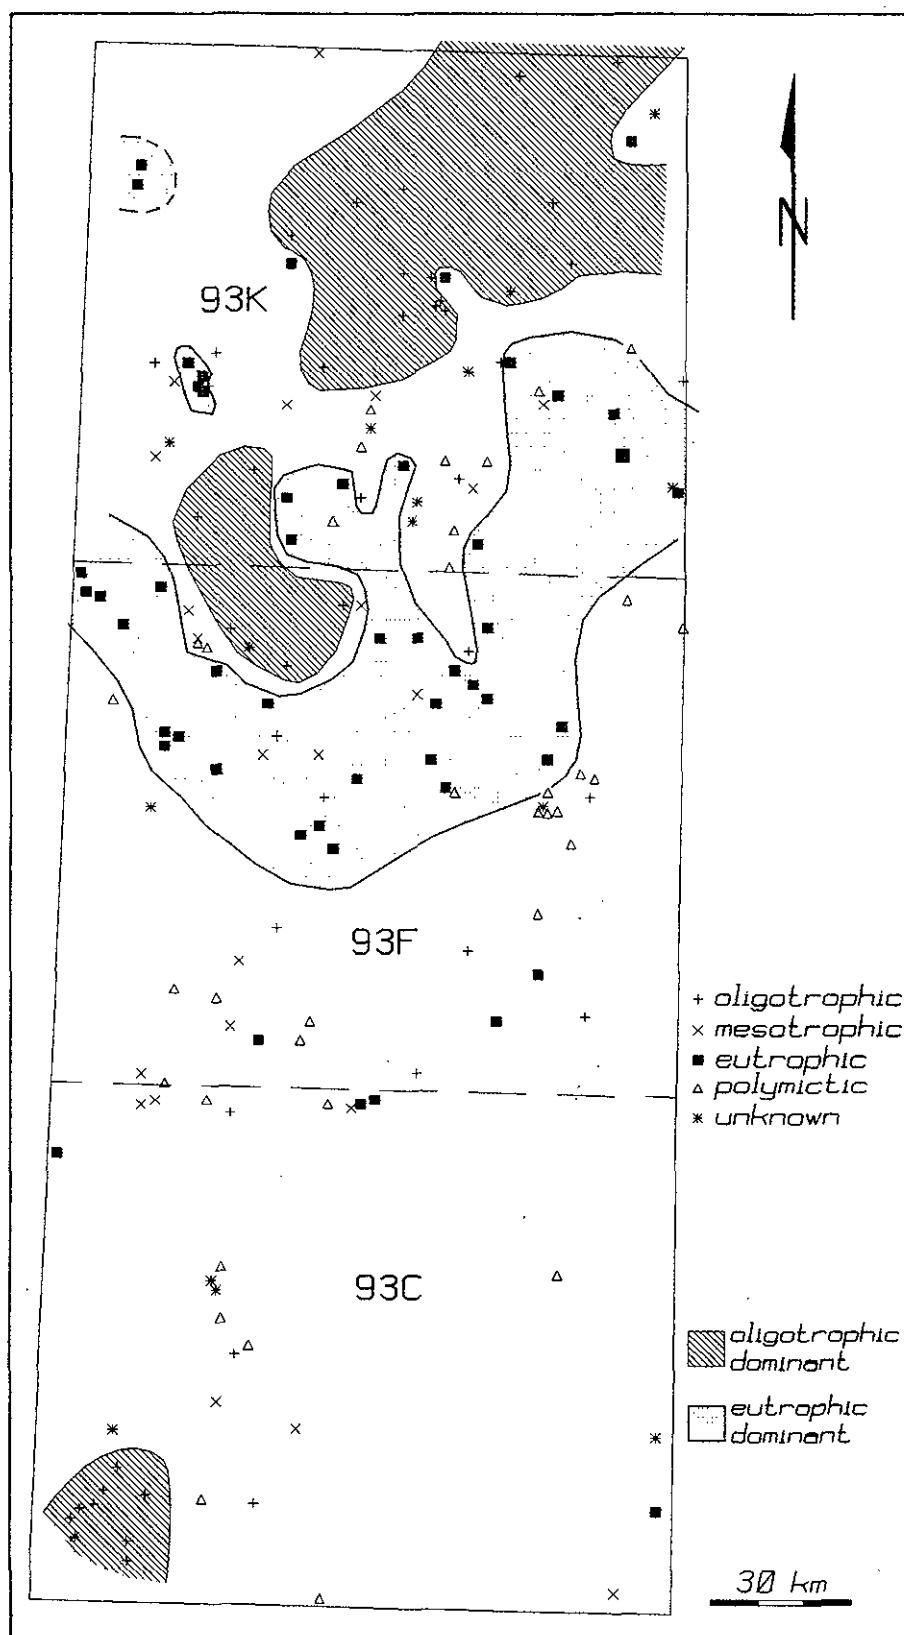 N
93K
93F
+ oligotrophic
× mesotrophic
■ eutrophic
△ polymictic
✳ unknown
93C
oligotrophic
dominant
eutrophic
dominant
30 km